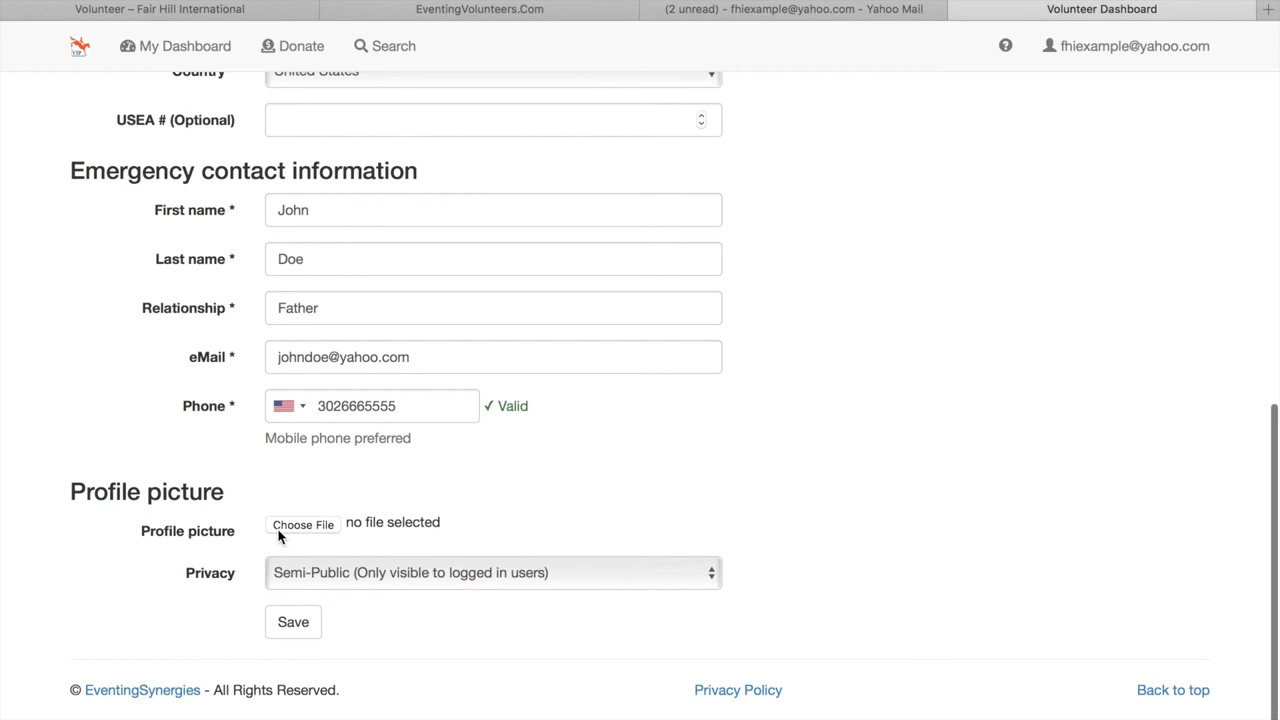 Volunteer – Fair Hill International
EventingVolunteers.Com
(2 unread) - fhiexample@yahoo.com - Yahoo Mail
Volunteer Dashboard
VIP
My Dashboard
Donate
Search
fhiexample@yahoo.com
Country
United States
USEA # (Optional)
Emergency contact information
First name *
John
Last name *
Doe
Relationship *
Father
eMail *
johndoe@yahoo.com
Phone *
3026665555
✓ Valid
Mobile phone preferred
Profile picture
Profile picture
Choose File
no file selected
Privacy
Semi-Public (Only visible to logged in users)
Save
© EventingSynergies - All Rights Reserved.
Privacy Policy
Back to top